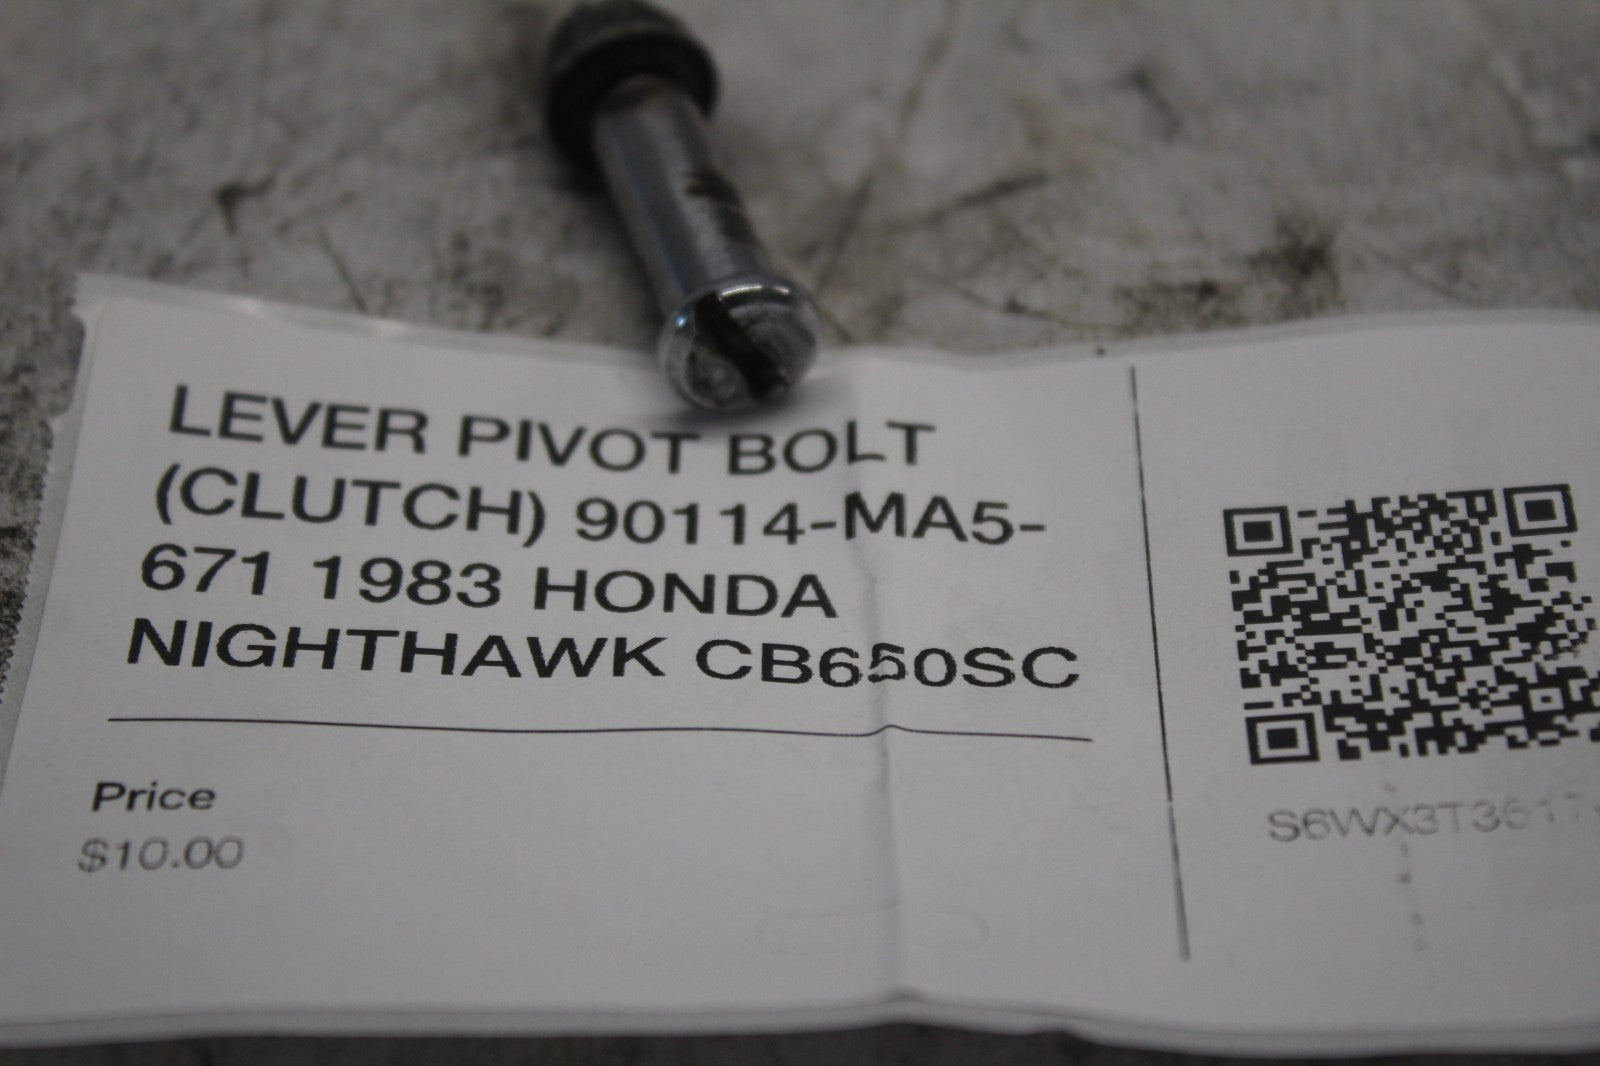 LEVER PIVOT BOLT
(CLUTCH) 90114-MA5-
671 1983 HONDA
NIGHTHAWK CB650SC
Price
$10.00